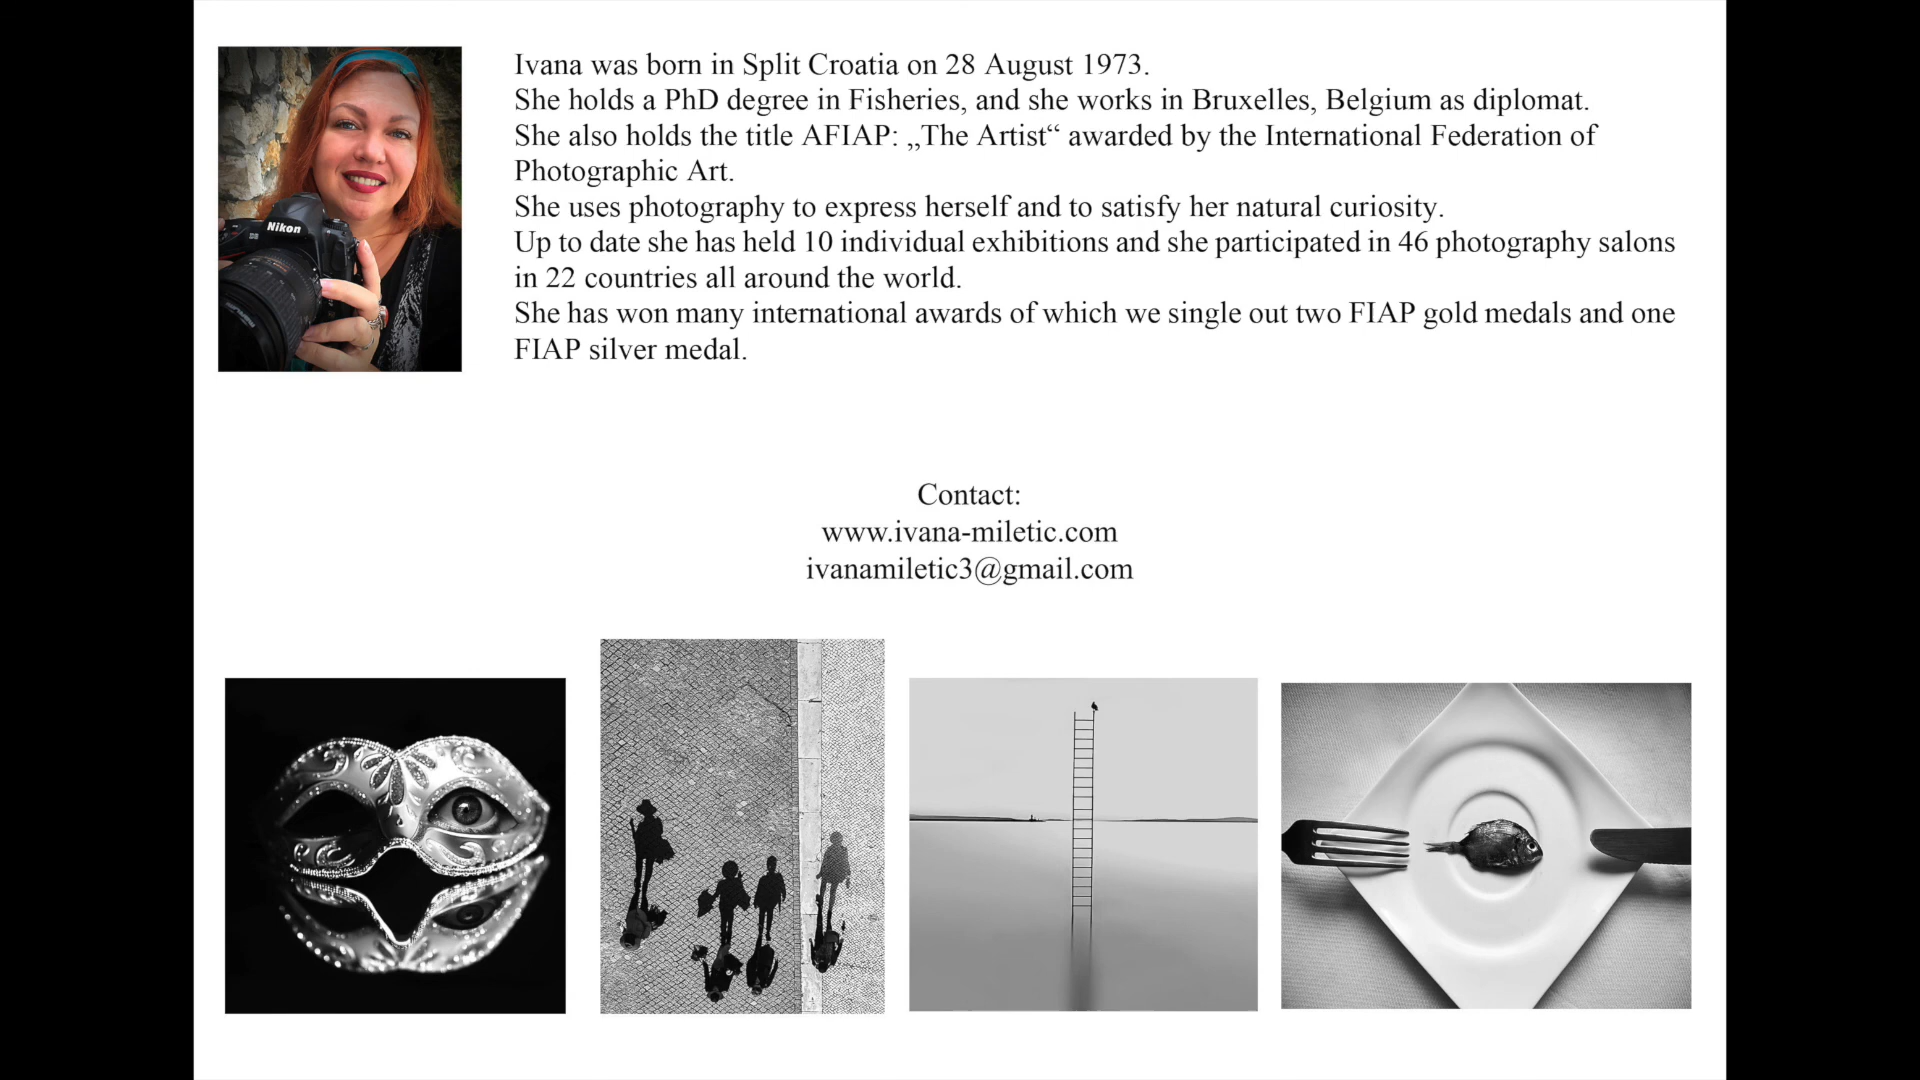 Ivana was born in Split Croatia on 28 August 1973.
She holds a PhD degree in Fisheries, and she works in Bruxelles, Belgium as diplomat.
She also holds the title AFIAP: „The Artist“ awarded by the International Federation of
Photographic Art.
She uses photography to express herself and to satisfy her natural curiosity.
Up to date she has held 10 individual exhibitions and she participated in 46 photography salons
in 22 countries all around the world.
She has won many international awards of which we single out two FIAP gold medals and one
FIAP silver medal.
Nikon
Contact:
www.ivana-miletic.com
ivanamiletic3@gmail.com